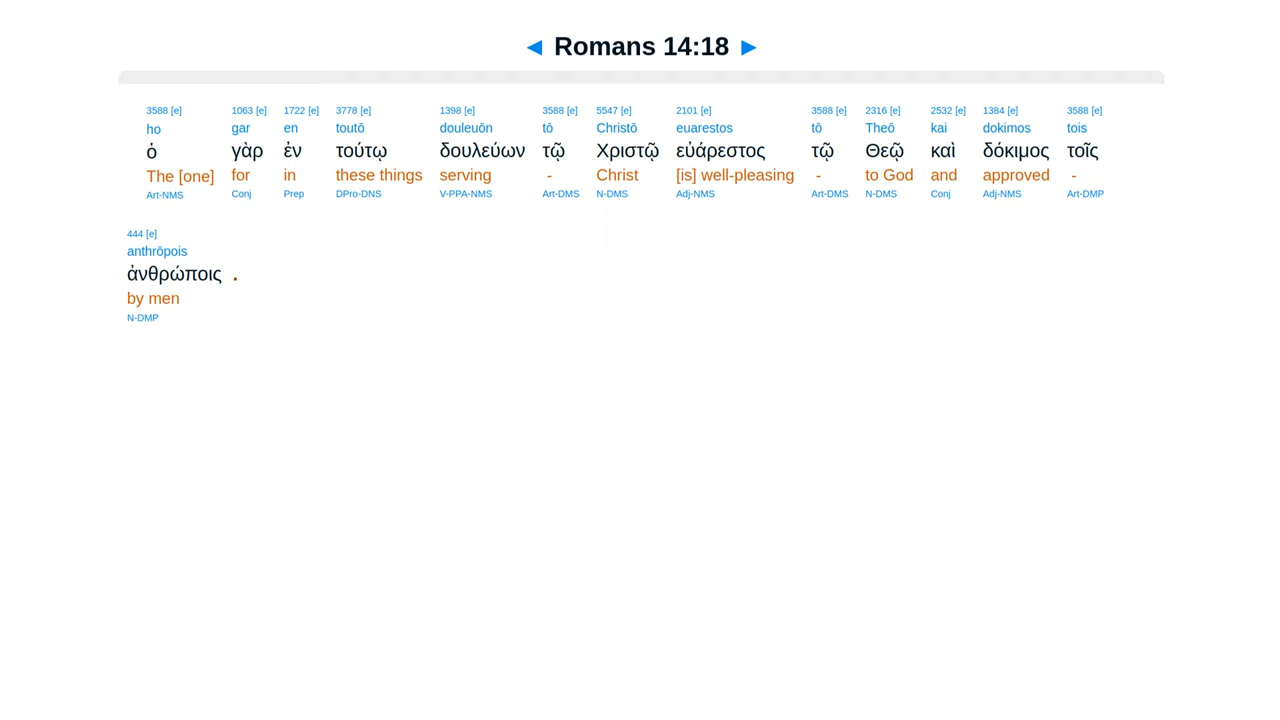 ◄ Romans 14:18 ►
3588 [e] 1063 [e] 1722 [e] 3778 [e] 1398 [e] 3588 [e] 5547 [e] 2101 [e] 3588 [e] 2316 [e] 2532 [e] 1384 [e] 3588 [e]
ho gar en toutō douleuōn tō Christō euarestos tō Theō kai dokimos tois
ὁ γὰρ ἐν τούτῳ δουλεύων τῷ Χριστῷ εὐάρεστος τῷ Θεῷ καὶ δόκιμος τοῖς
The [one] for in these things serving - Christ [is] well-pleasing - to God and approved -
Art-NMS Conj Prep DPro-DNS V-PPA-NMS Art-DMS N-DMS Adj-NMS Art-DMS N-DMS Conj Adj-NMS Art-DMP
444 [e]
anthrōpois
ἀνθρώποις .
by men
N-DMP